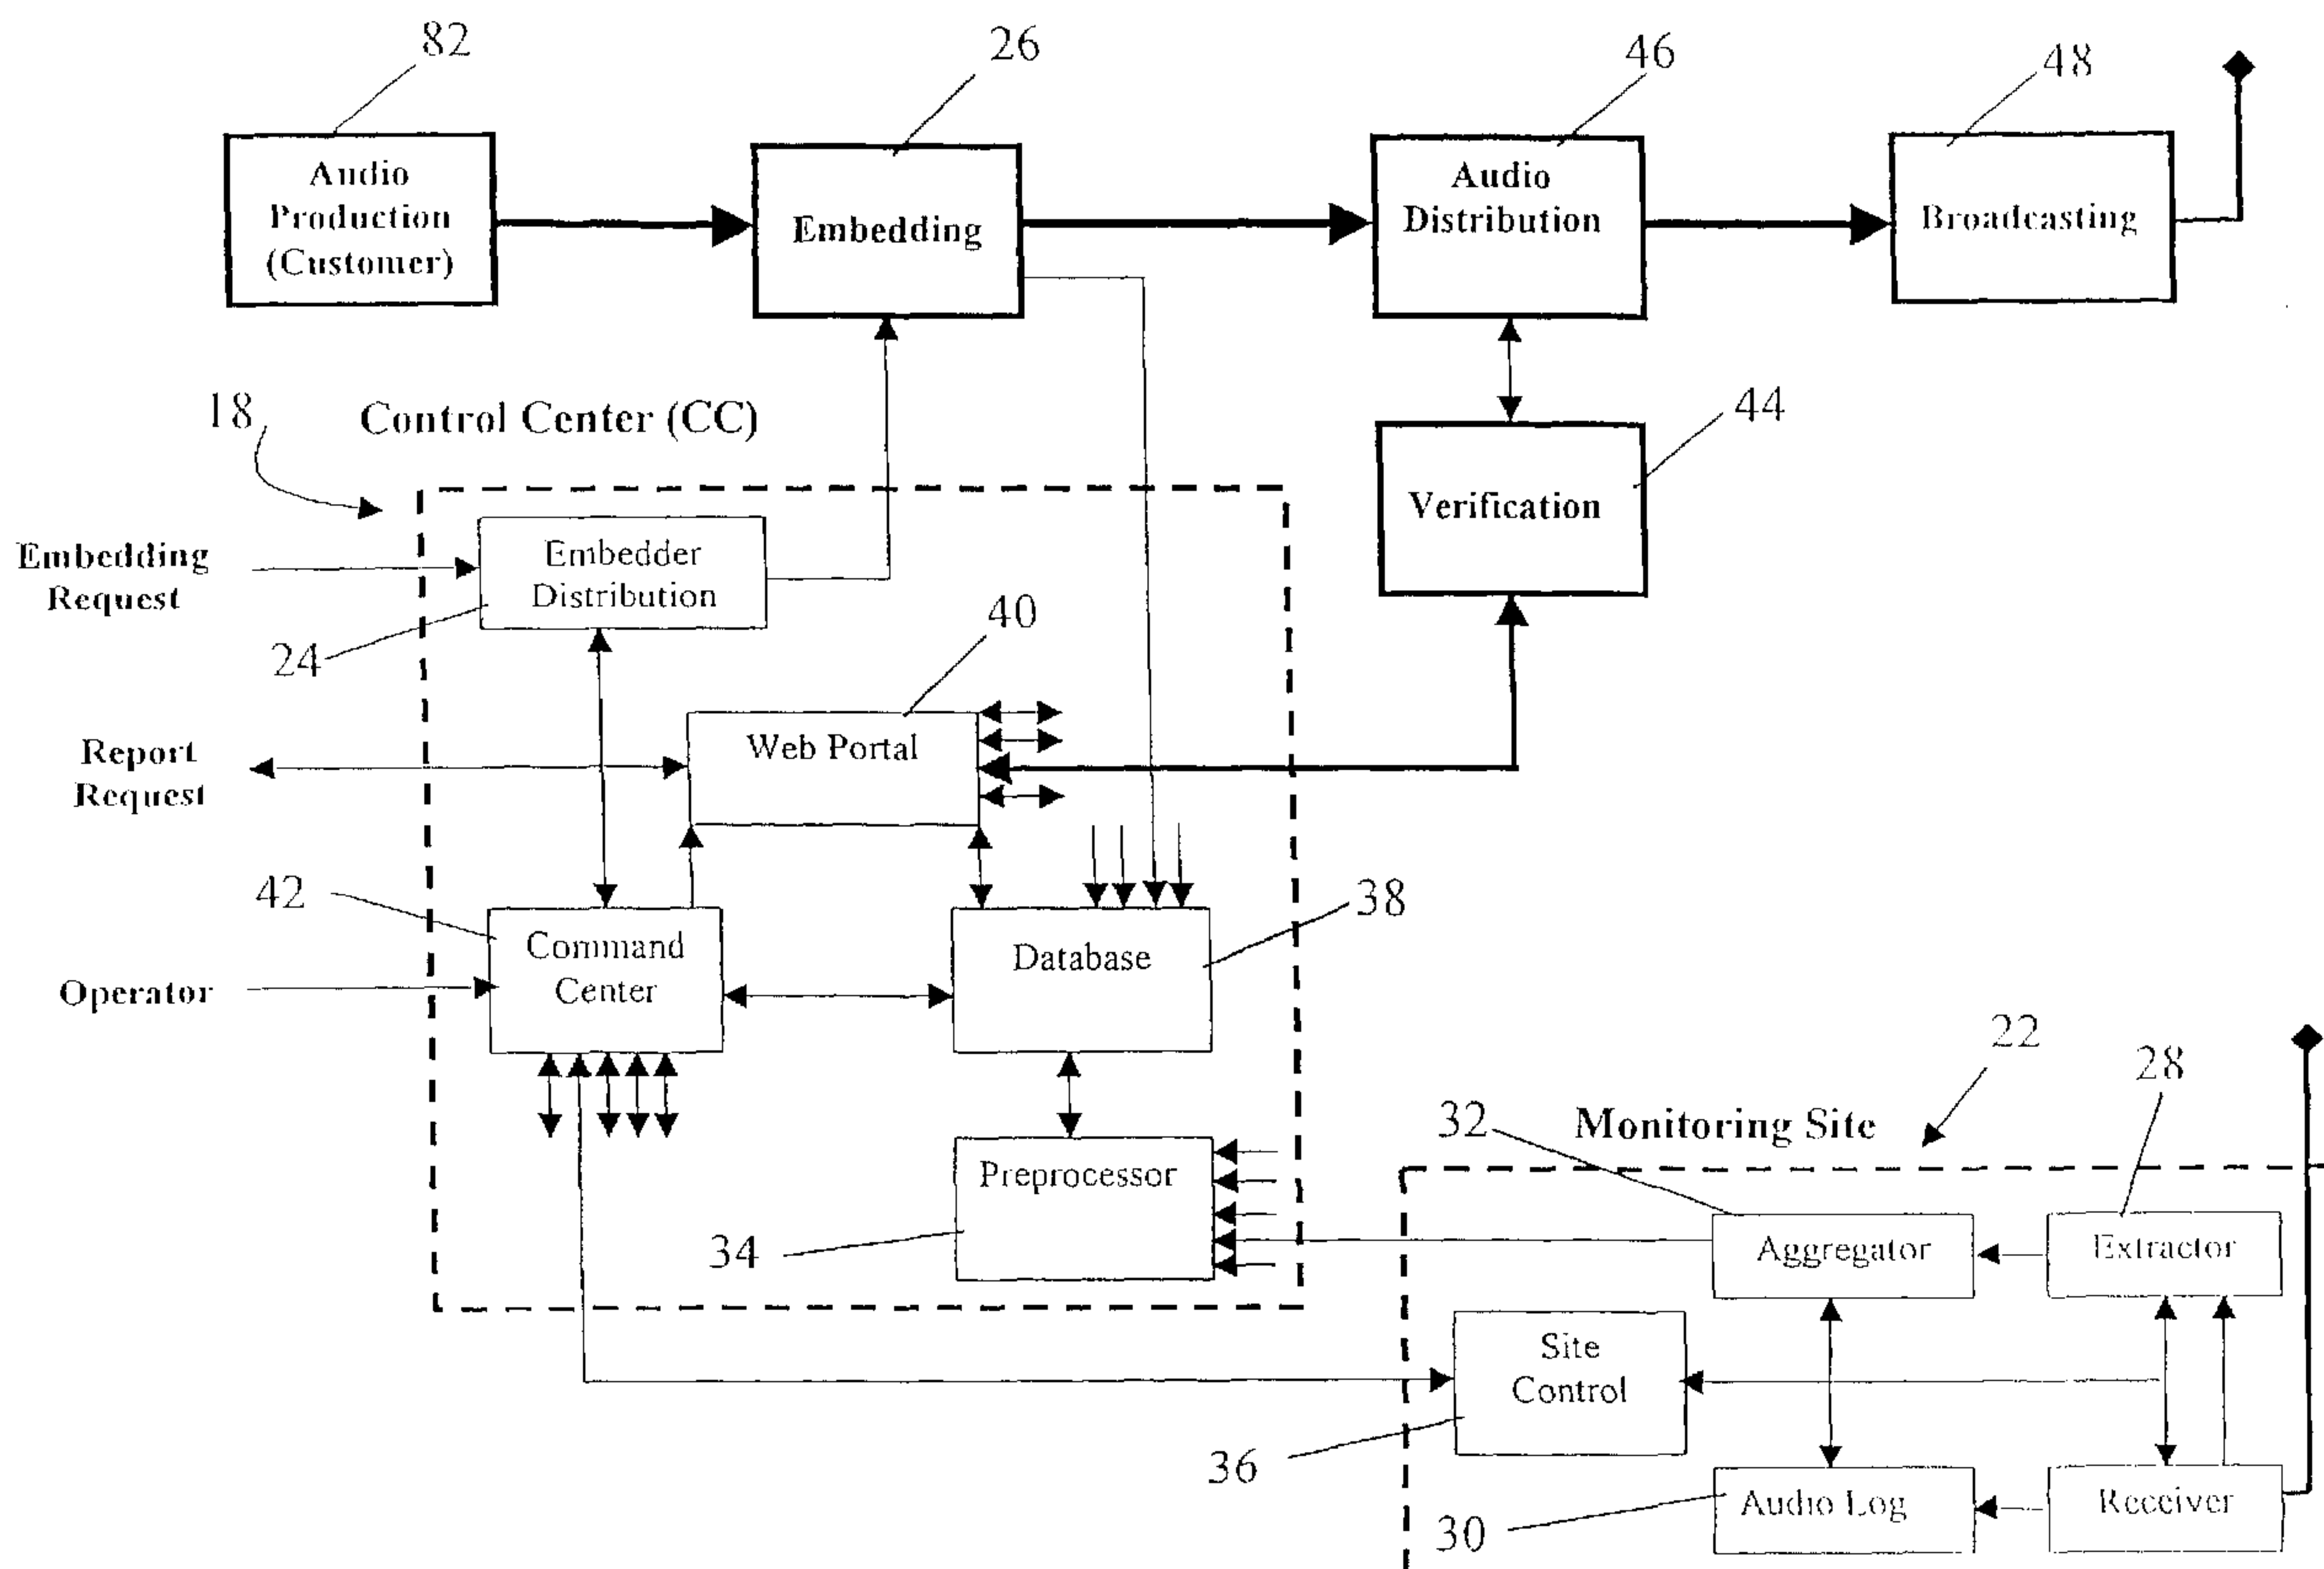 82
26
46
48
Audio
Production
(Customer)
Embedding
Audio
Distribution
Broadcasting
18
Control Center (CC)
44
Verification
Embedding
Request
Embedder
Distribution
24
40
Report
Request
Web Portal
42
38
Operator
Command
Center
Database
22
28
32
Monitoring Site
Preprocessor
34
Aggregator
Extractor
Site
Control
36
30
Audio Log
Receiver